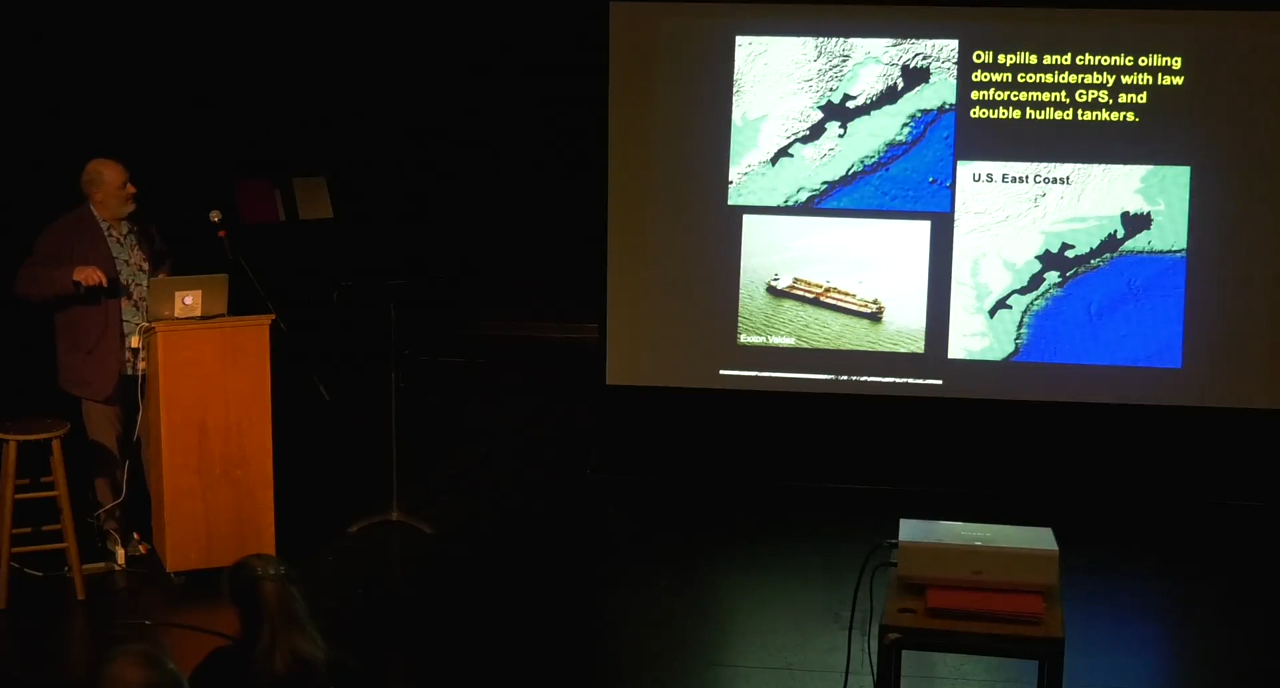 Oil spills and chronic oiling
down considerably with law
enforcement, GPS, and
double hulled tankers.
U.S. East Coast
Exxon Valdez